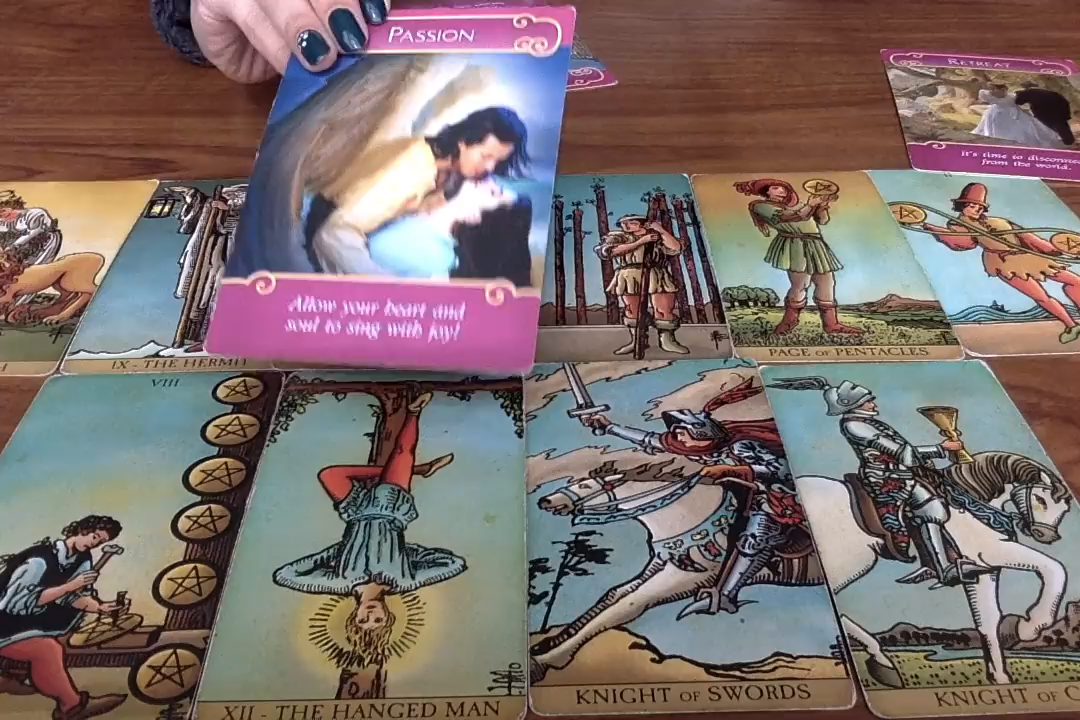 PASSION
RETREAT
It's time to disconnec
from the world.
Allow your heart and
soul to sing with joy!
H
IX - THE HERMIT
PAGE OF PENTACLES
VIII
XII - THE HANGED MAN
KNIGHT OF SWORDS
KNIGHT OF C